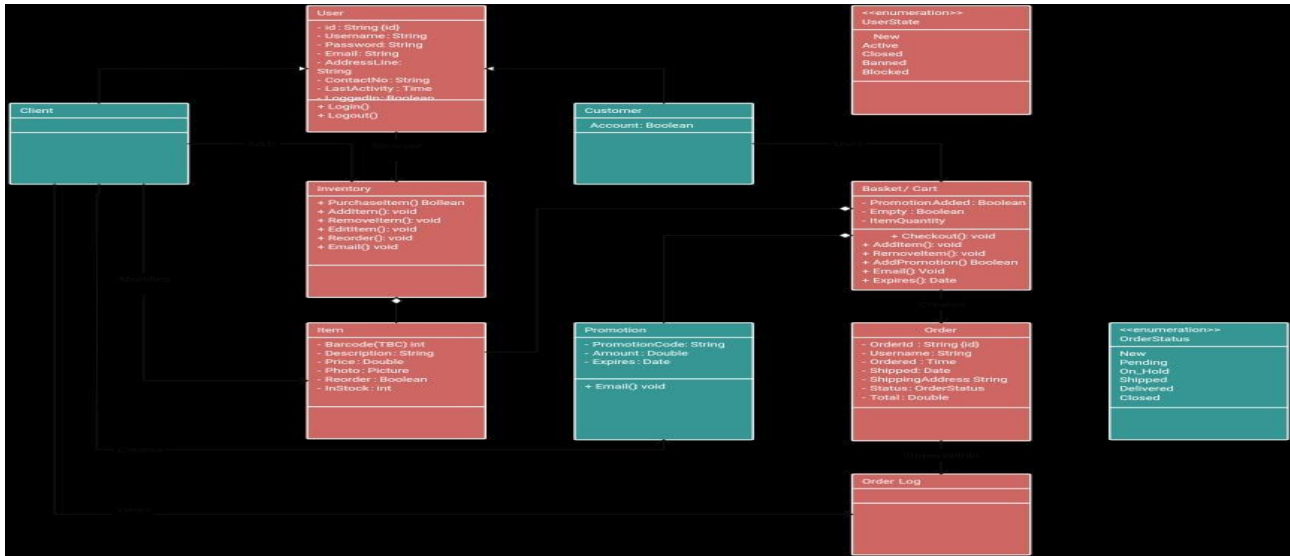 User
- id : String {id}
- Username : String
- Password: String
- Email: String
- AddressLine:
String
- ContactNo : String
- LastActivity : Time
- LoggedIn: Boolean
+ Login()
+ Logout()
<<enumeration>>
UserState
New
Active
Closed
Banned
Blocked
Client
Customer
Account: Boolean
Inventory
+ PurchaseItem() Bollean
+ AddItem(): void
+ RemoveItem(): void
+ EditItem(): void
+ Reorder(): void
+ Email() void
Basket / Cart
- PromotionAdded : Boolean
- Empty : Boolean
- ItemQuantity
+ Checkout(): void
+ AddItem(): void
+ RemoveItem(): void
+ AddPromotion() Boolean
+ Email() Void
+ Expires(): Date
Item
- Barcode(TBC) int
- Description : String
- Price : Double
- Photo : Picture
- Reorder : Boolean
- InStock : int
Promotion
- PromotionCode: String
- Amount : Double
- Expires : Date
+ Email() void
Order
- OrderId : String {id}
- Username : String
- Ordered : Time
- Shipped: Date
- ShippingAddress String
- Status : OrderStatus
- Total : Double
<<enumeration>>
OrderStatus
New
Pending
On_Hold
Shipped
Delivered
Closed
Order Log